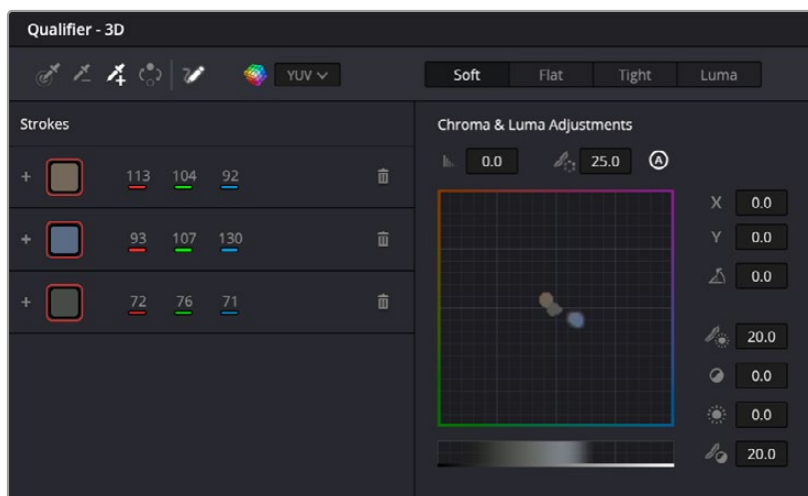 Qualifier - 3D
YUV Soft Flat Tight Luma
Strokes
Chroma & Luma Adjustments
0.0 25.0 A
113 104 92
X 0.0
93 107 130
Y 0.0
0.0
72 76 71
20.0
0.0
0.0
20.0